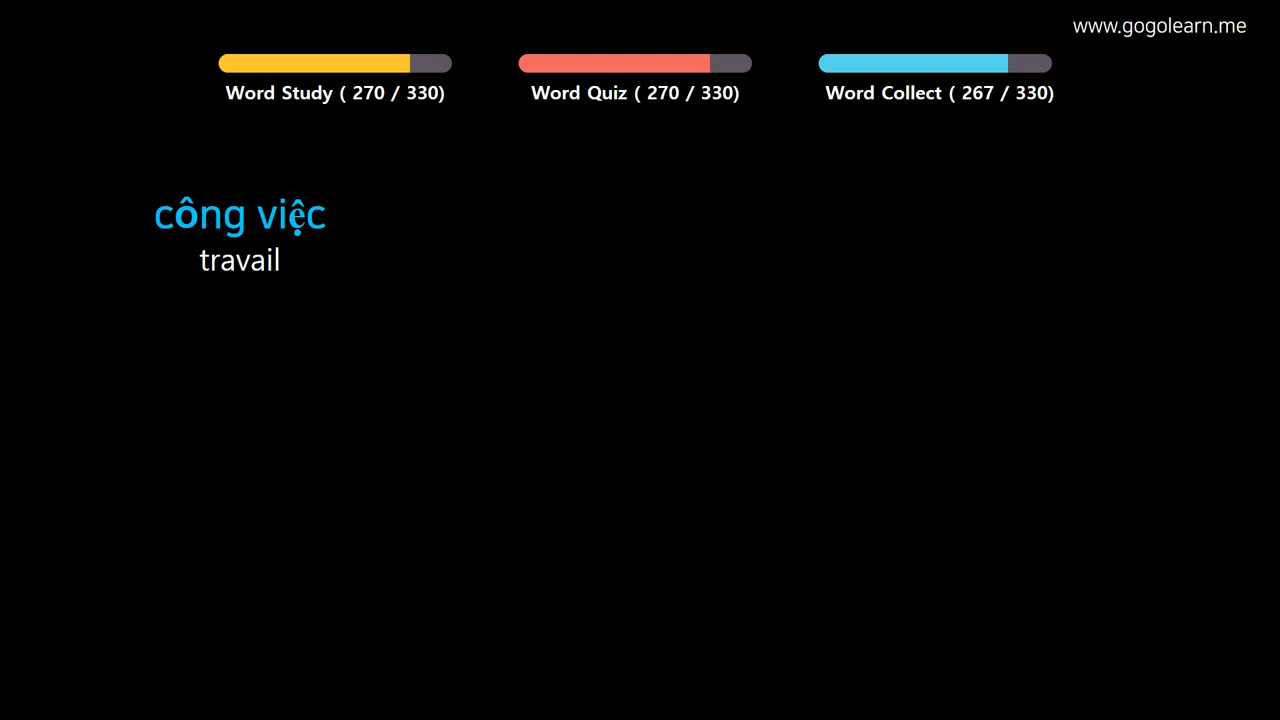 www.gogolearn.me
Word Study ( 270 / 330)
Word Quiz ( 270 / 330)
Word Collect ( 267 / 330)
công việc
travail